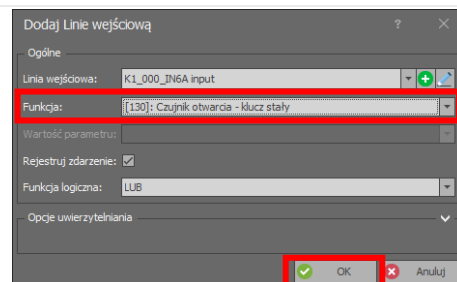 Dodaj Linie wejściową ? ×
Ogólne
Linia wejściowa: K1_000_IN6A input
Funkcja: [130]: Czujnik otwarcia - klucz stały
Wartość parametru:
Rejestruj zdarzenie:
Funkcja logiczna: LUB
Opcje uwierzytelniania
OK Anuluj